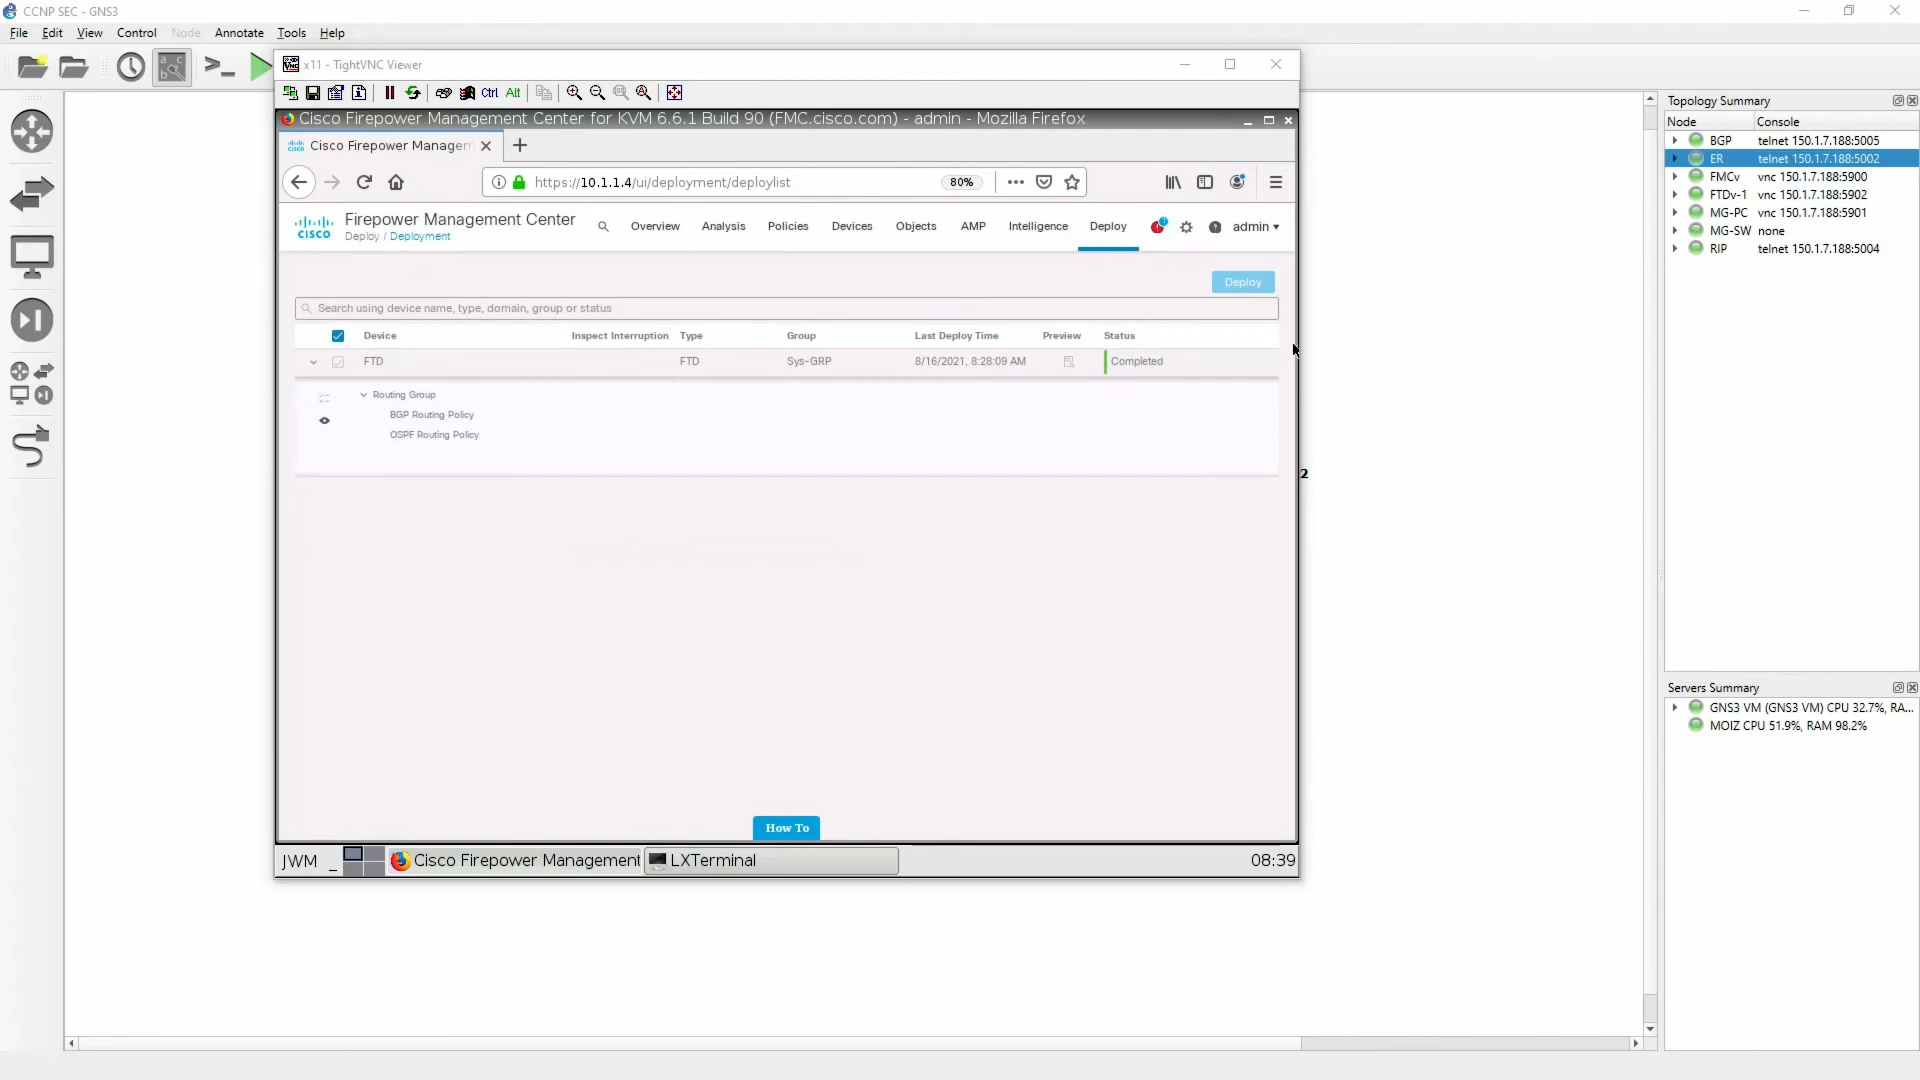 CCNP SEC - GNS3
File Edit View Control Node Annotate Tools Help
x11 - TightVNC Viewer
Ctrl Alt
Cisco Firepower Management Center for KVM 6.6.1 Build 90 (FMC.cisco.com) - admin - Mozilla Firefox
Cisco Firepower Managemen
https://10.1.1.4/ui/deployment/deploylist 80%
CISCO
Firepower Management Center
Deploy / Deployment
Overview Analysis Policies Devices Objects AMP Intelligence Deploy admin
Deploy
Search using device name, type, domain, group or status
Device Inspect Interruption Type Group Last Deploy Time Preview Status
FTD FTD Sys-GRP 8/16/2021, 8:28:09 AM Completed
Routing Group
BGP Routing Policy
OSPF Routing Policy
How To
JWM _ Cisco Firepower Management LXTerminal 08:39
2
Topology Summary
Node Console
BGP telnet 150.1.7.188:5005
ER telnet 150.1.7.188:5002
FMCv vnc 150.1.7.188:5900
FTDv-1 vnc 150.1.7.188:5902
MG-PC vnc 150.1.7.188:5901
MG-SW none
RIP telnet 150.1.7.188:5004
Servers Summary
GNS3 VM (GNS3 VM) CPU 32.7%, RA...
MOIZ CPU 51.9%, RAM 98.2%